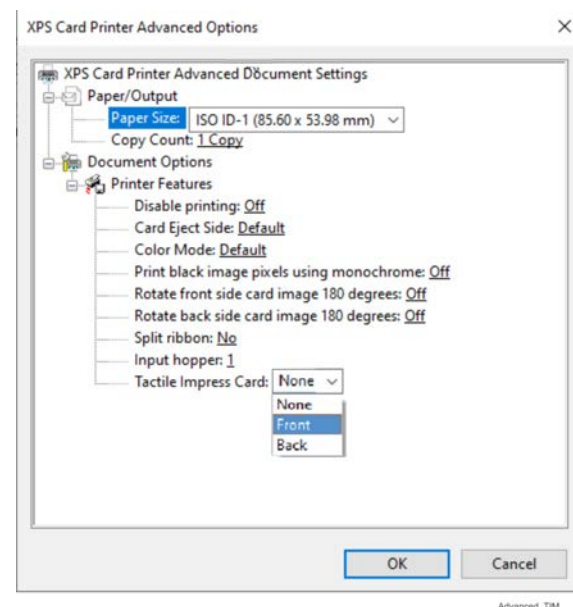 XPS Card Printer Advanced Options
XPS Card Printer Advanced Document Settings
Paper/Output
Paper Size: ISO ID-1 (85.60 x 53.98 mm)
Copy Count: 1 Copy
Document Options
Printer Features
Disable printing: Off
Card Eject Side: Default
Color Mode: Default
Print black image pixels using monochrome: Off
Rotate front side card image 180 degrees: Off
Rotate back side card image 180 degrees: Off
Split ribbon: No
Input hopper: 1
Tactile Impress Card: None
None
Front
Back
OK Cancel
Advanced_TIM